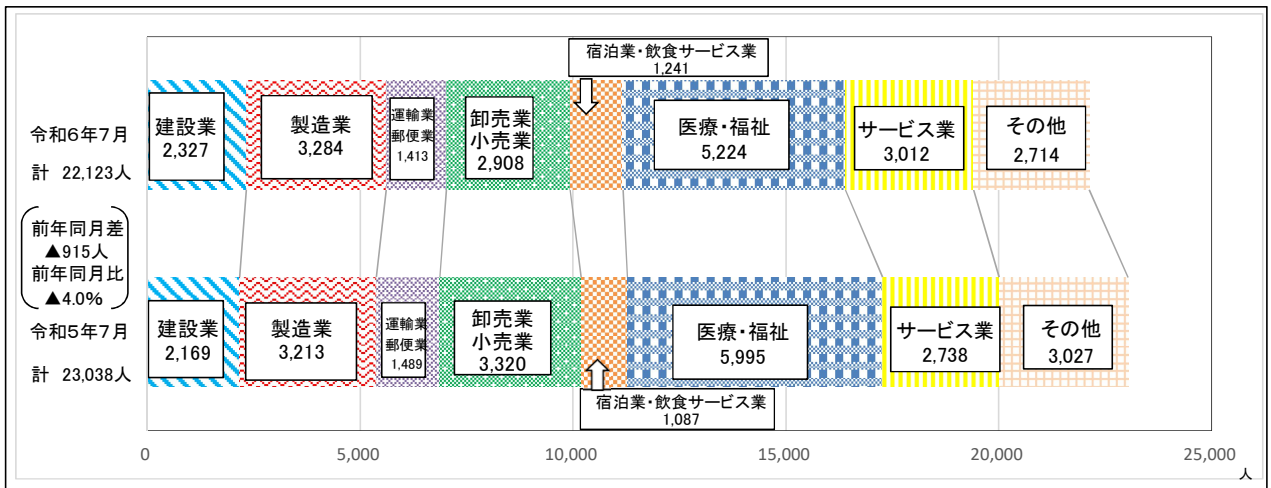 宿泊業・飲食サービス業
1,241
令和6年7月
計 22,123人
建設業
2,327
製造業
3,284
運輸業
郵便業
1,413
卸売業
小売業
2,908
医療・福祉
5,224
サービス業
3,012
その他
2,714
前年同月差
▲915人
前年同月比
▲4.0%
令和5年7月
計 23,038人
建設業
2,169
製造業
3,213
運輸業
郵便業
1,489
卸売業
小売業
3,320
医療・福祉
5,995
サービス業
2,738
その他
3,027
宿泊業・飲食サービス業
1,087
0 5,000 10,000 15,000 20,000 25,000
人